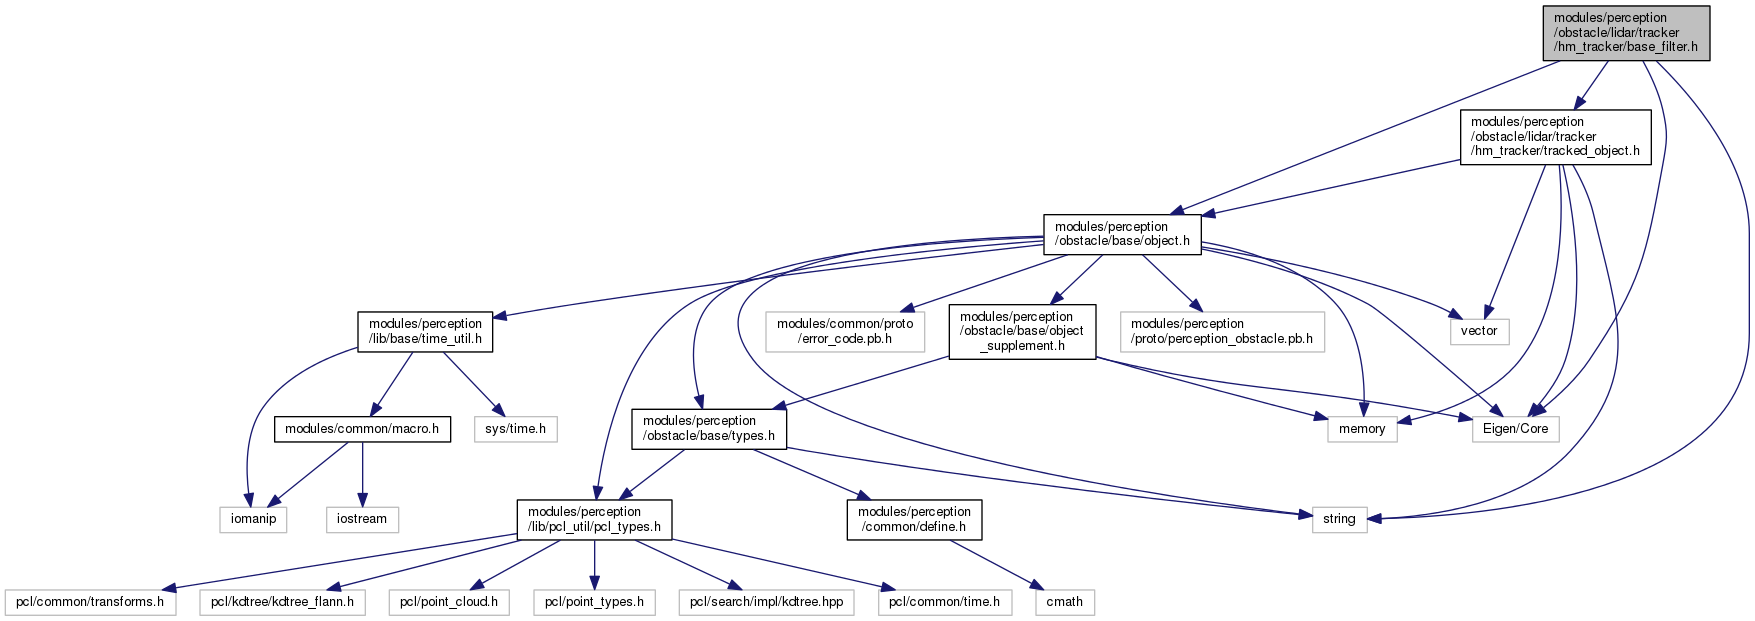 modules/perception
/obstacle/lidar/tracker
/hm_tracker/base_filter.h
modules/perception
/obstacle/lidar/tracker
/hm_tracker/tracked_object.h
modules/perception
/obstacle/base/object.h
modules/perception
/lib/base/time_util.h
modules/common/proto
/error_code.pb.h
modules/perception
/obstacle/base/object
_supplement.h
modules/perception
/proto/perception_obstacle.pb.h
vector
modules/common/macro.h
sys/time.h
modules/perception
/obstacle/base/types.h
memory
Eigen/Core
iomanip
iostream
modules/perception
/lib/pcl_util/pcl_types.h
modules/perception
/common/define.h
string
pcl/common/transforms.h
pcl/kdtree/kdtree_flann.h
pcl/point_cloud.h
pcl/point_types.h
pcl/search/impl/kdtree.hpp
pcl/common/time.h
cmath